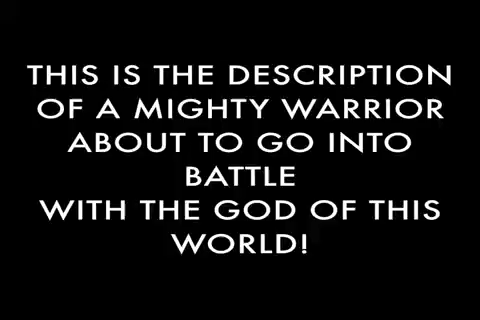 THIS IS THE DESCRIPTION
OF A MIGHTY WARRIOR
ABOUT TO GO INTO
BATTLE
WITH THE GOD OF THIS
WORLD!